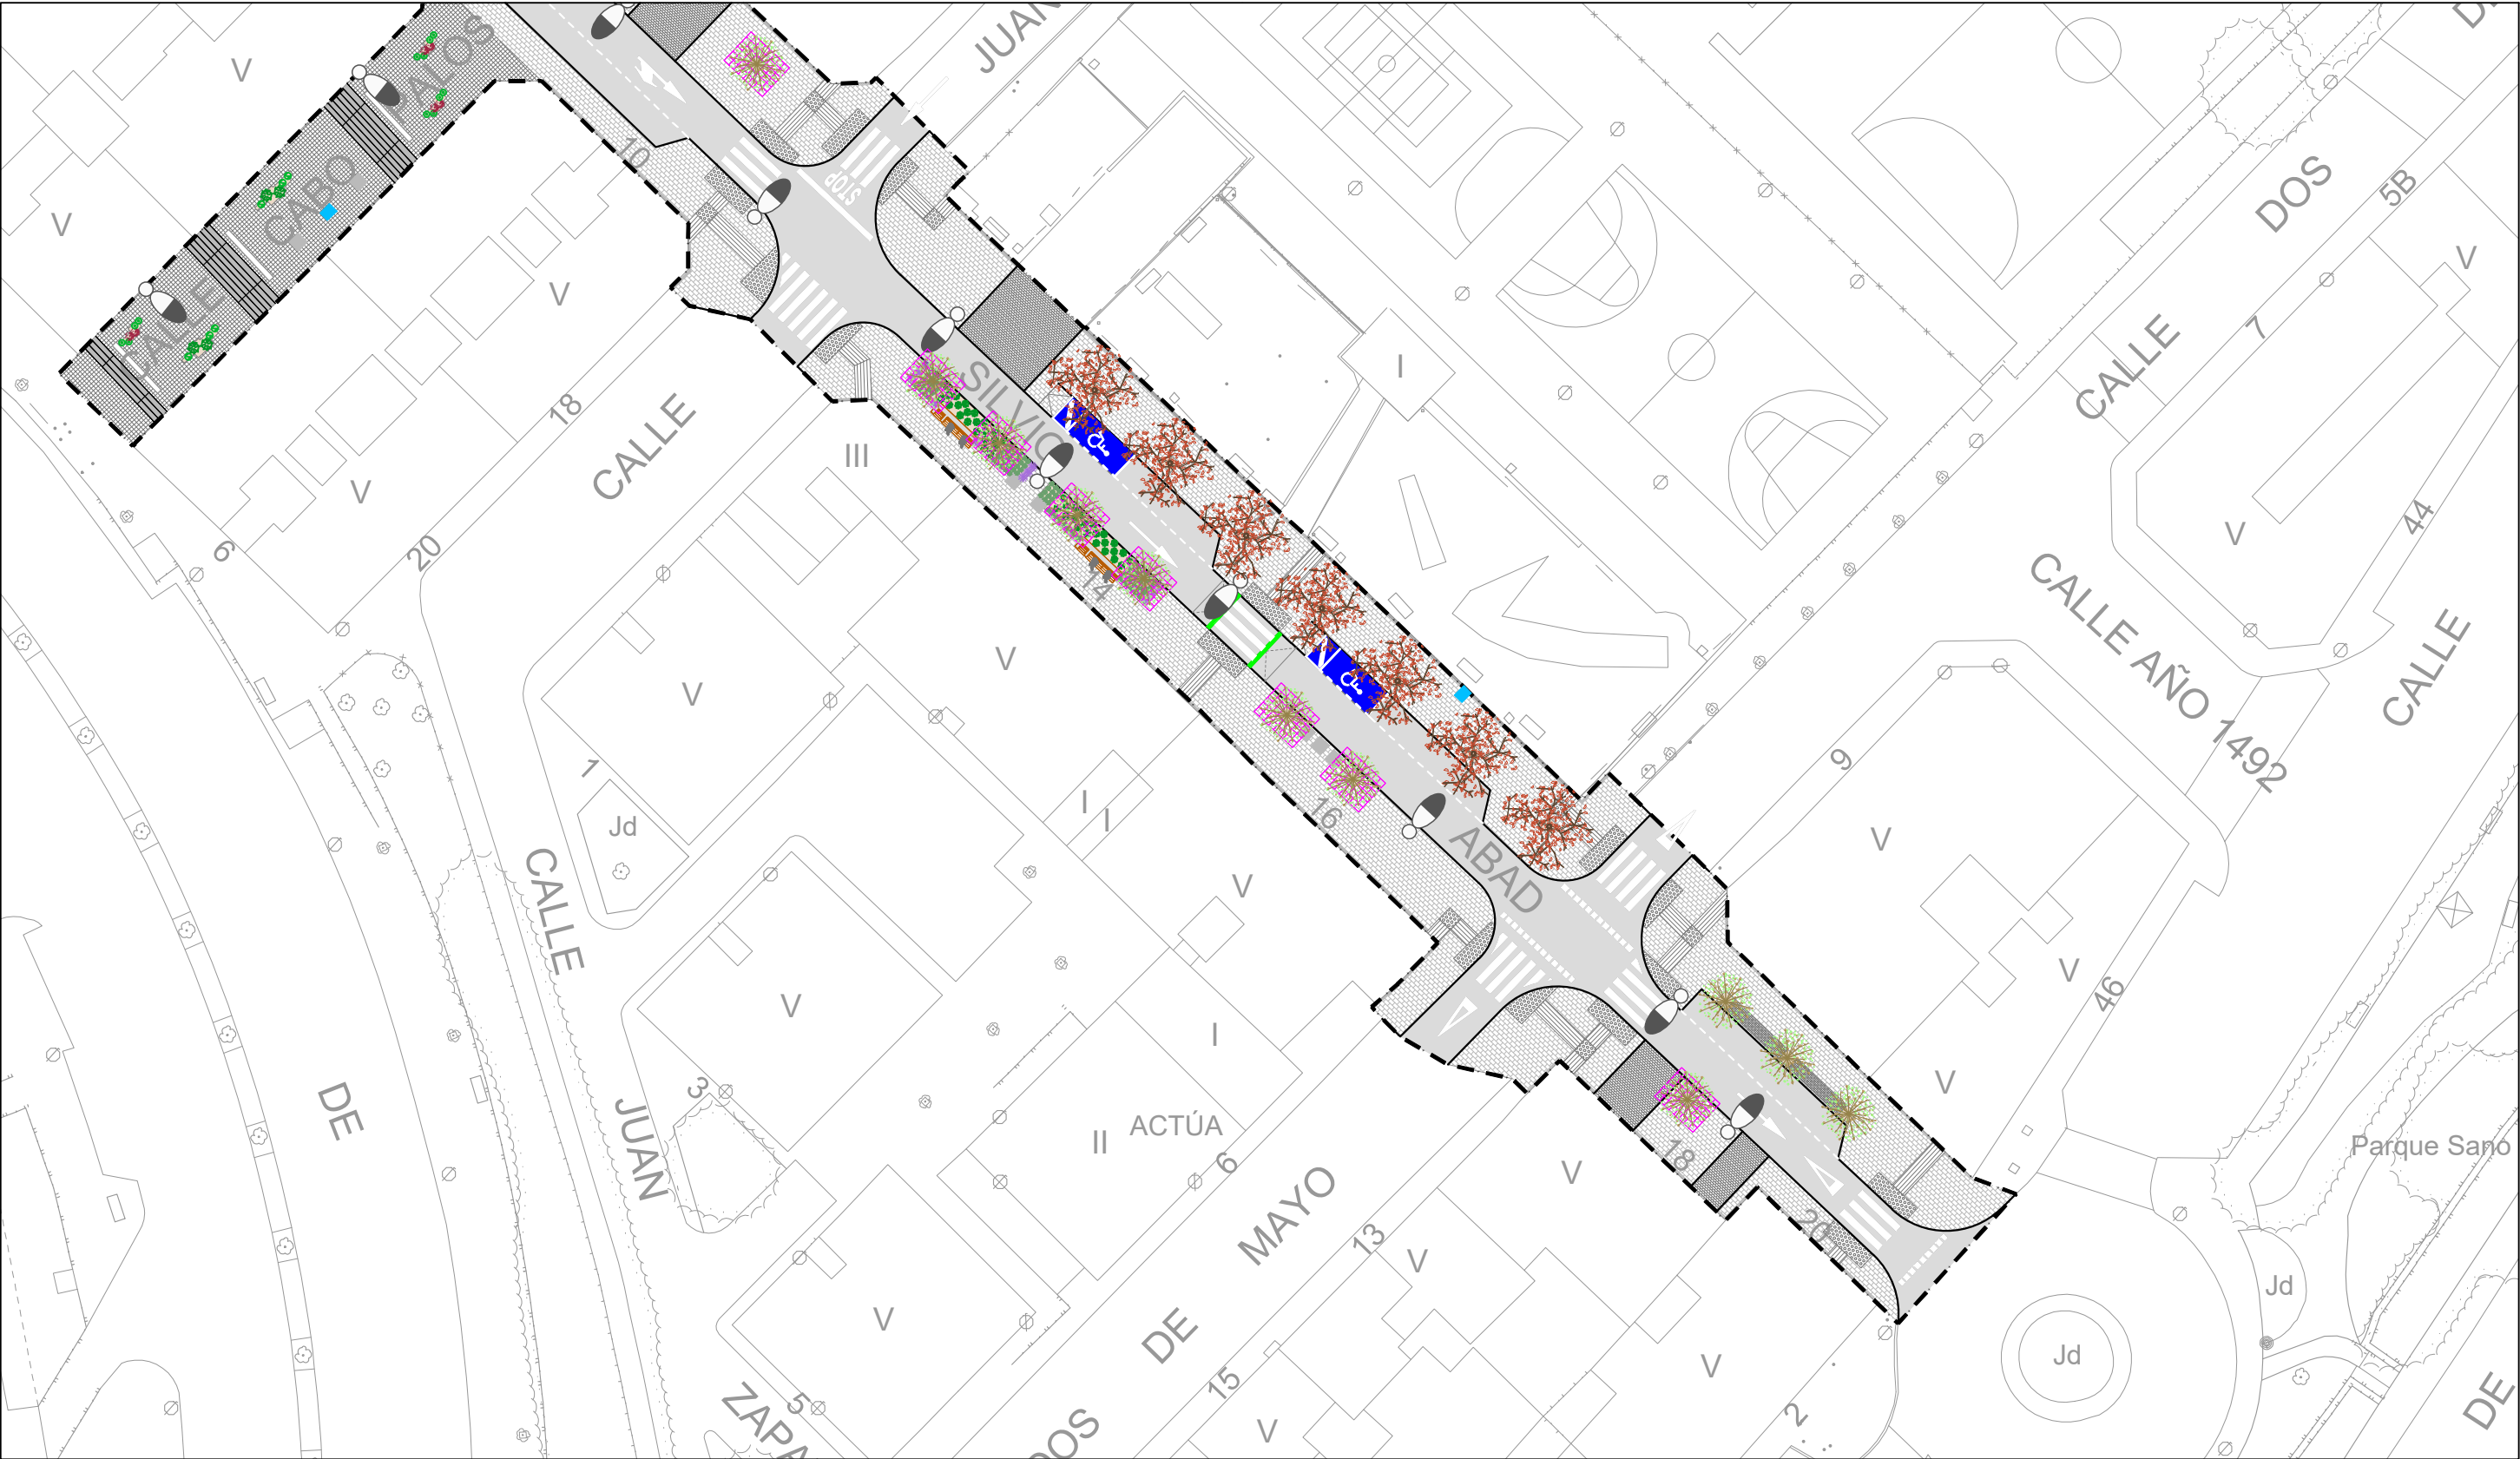 PALOS
CABO
CALLE
JUAN
V
V
10
STOP
V
18
CALLE
SILVIO
III
I
DOS
5B
CALLE
7
V
V
44
V
6
20
14
V
V
CALLE AÑO 1492
CALLE
1
Jd
I
I
16
9
V
V
ABAD
CALLE
V
V
46
V
I
3
DE
JUAN
II
ACTÚA
6
MAYO
V
18
Parque Sano
20
13
V
DE
V
Jd
Jd
V
15
5
ZAPA
DOS
V
2
DE